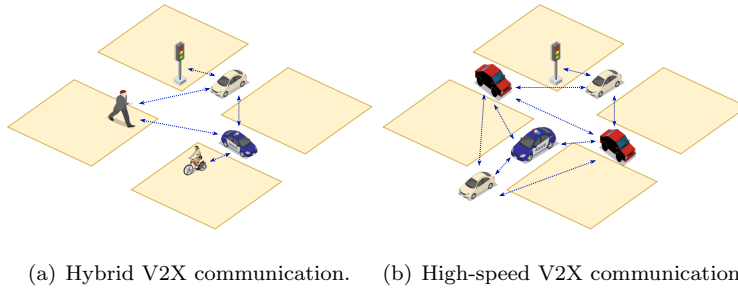 (a) Hybrid V2X communication.
(b) High-speed V2X communication